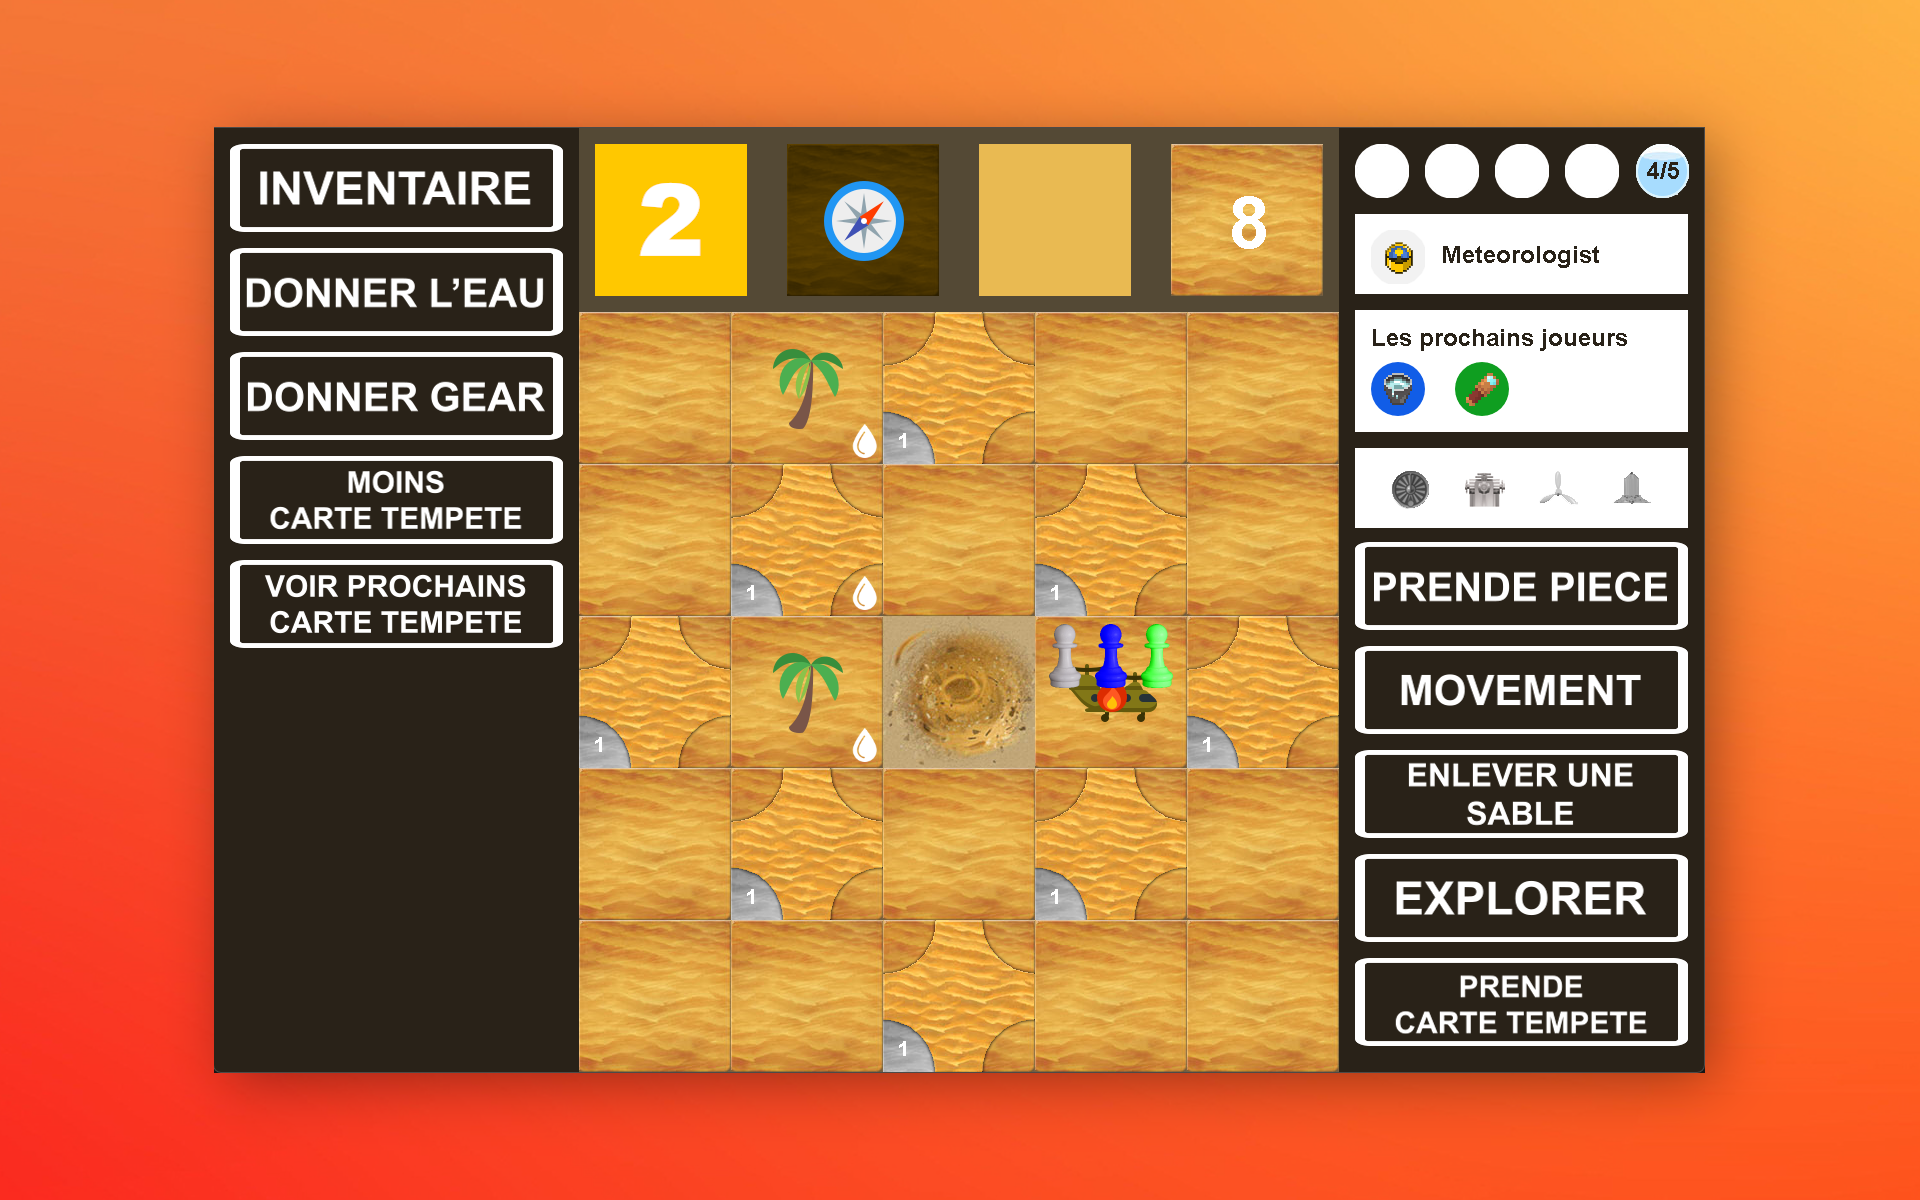 INVENTAIRE
DONNER L’EAU
DONNER GEAR
MOINS
CARTE TEMPETE
VOIR PROCHAINS
CARTE TEMPETE
2
8
1
1
1
1
1
1
1
1
4/5
Meteorologist
Les prochains joueurs
PRENDE PIECE
MOVEMENT
ENLEVER UNE
SABLE
EXPLORER
PRENDE
CARTE TEMPETE